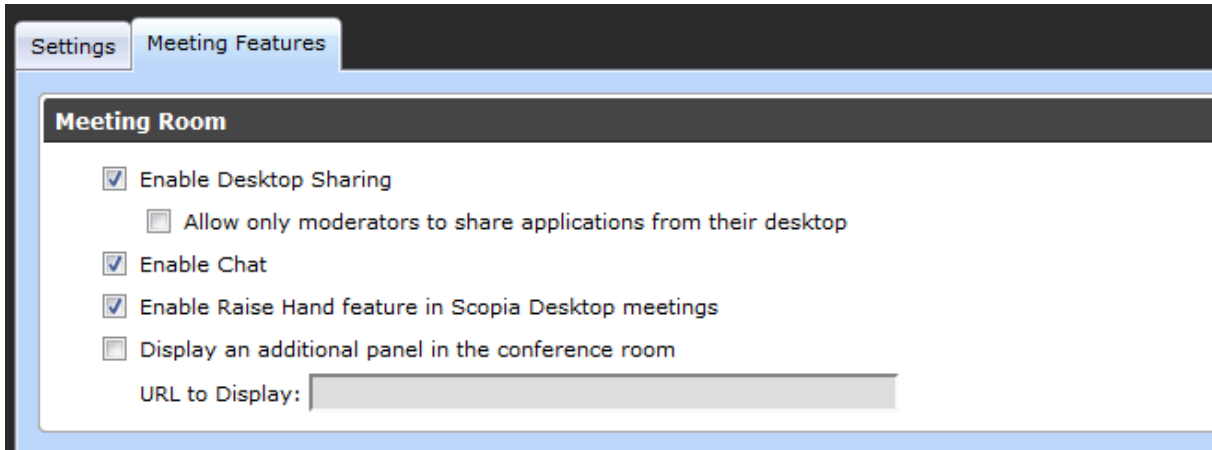 Settings
Meeting Features
Meeting Room
Enable Desktop Sharing
Allow only moderators to share applications from their desktop
Enable Chat
Enable Raise Hand feature in Scopia Desktop meetings
Display an additional panel in the conference room
URL to Display: